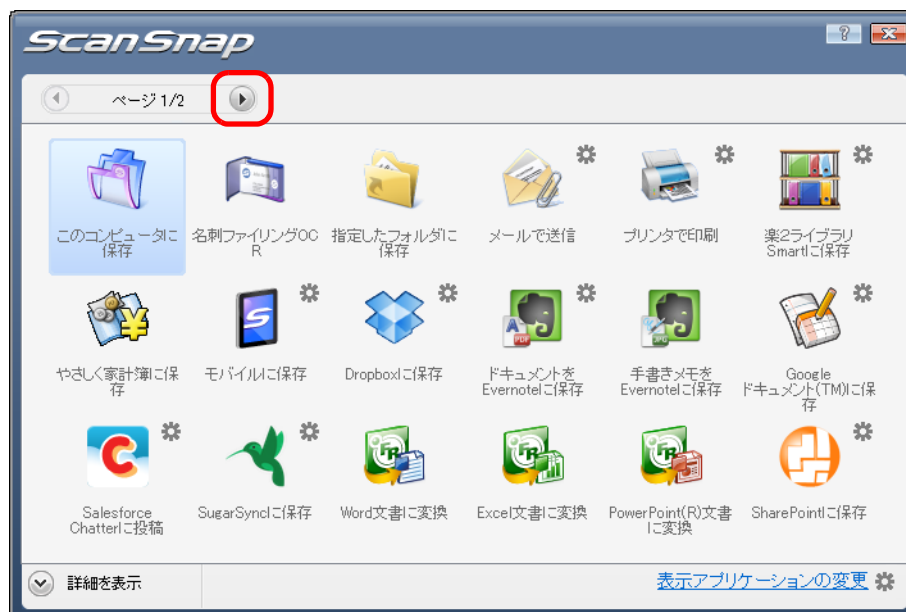 ScanSnap
ページ 1/2
このコンピュータに
保存
名刺ファイリングOC
R
指定したフォルダに
保存
メールで送信
プリンタで印刷
楽2ライブラリ
Smartに保存
やさしく家計簿に保
存
モバイルに保存
Dropboxに保存
ドキュメントを
Evernoteに保存
手書きメモを
Evernoteに保存
Google
ドキュメント(TM)に保
存
Salesforce
Chatterに投稿
SugarSyncに保存
Word文書に変換
Excel文書に変換
PowerPoint(R)文書
に変換
SharePointに保存
詳細を表示
表示アプリケーションの変更